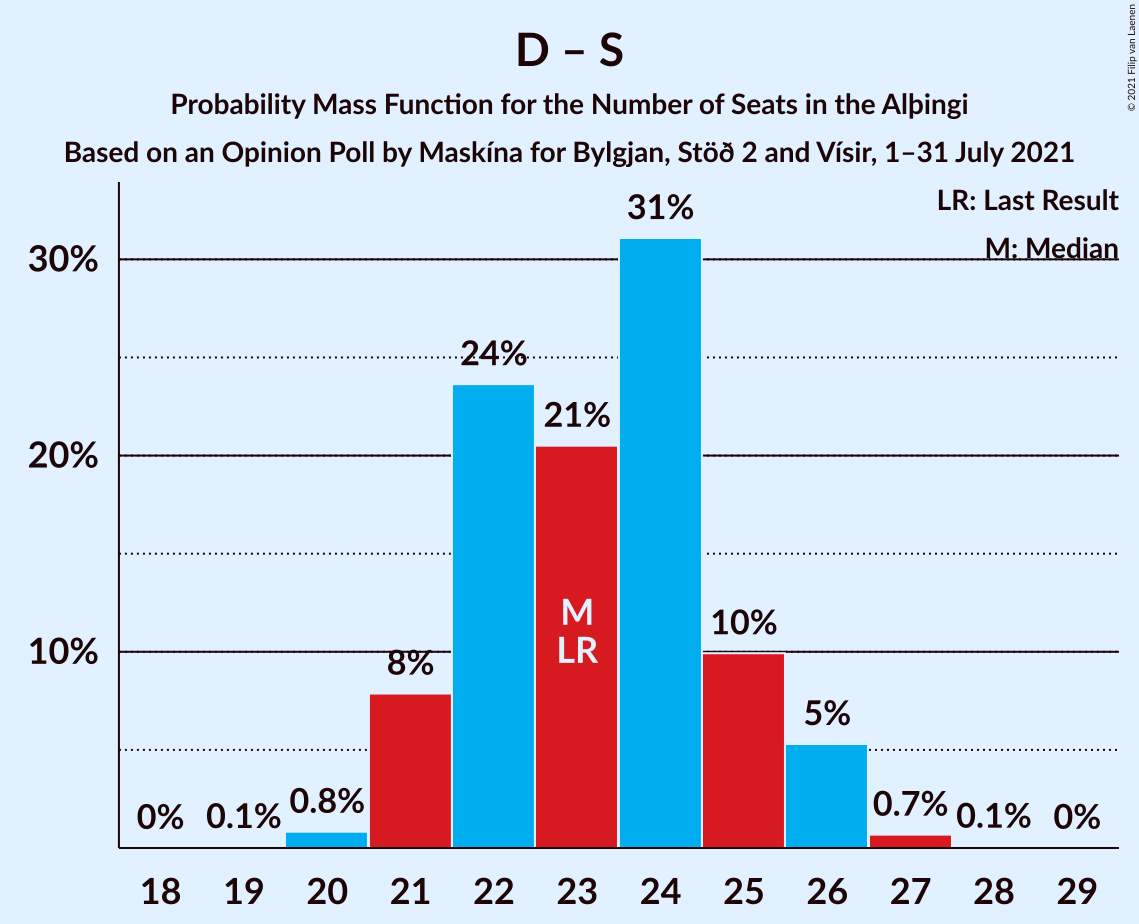 D – S
Probability Mass Function for the Number of Seats in the Alþingi
Based on an Opinion Poll by Maskína for Bylgjan, Stöð 2 and Vísir, 1–31 July 2021
© 2021 Filip van Laenen
LR: Last Result
M: Median
30%
20%
10%
0%
0.1%
0.8%
8%
24%
21%
31%
10%
5%
0.7%
0.1%
0%
M
LR
18 19 20 21 22 23 24 25 26 27 28 29